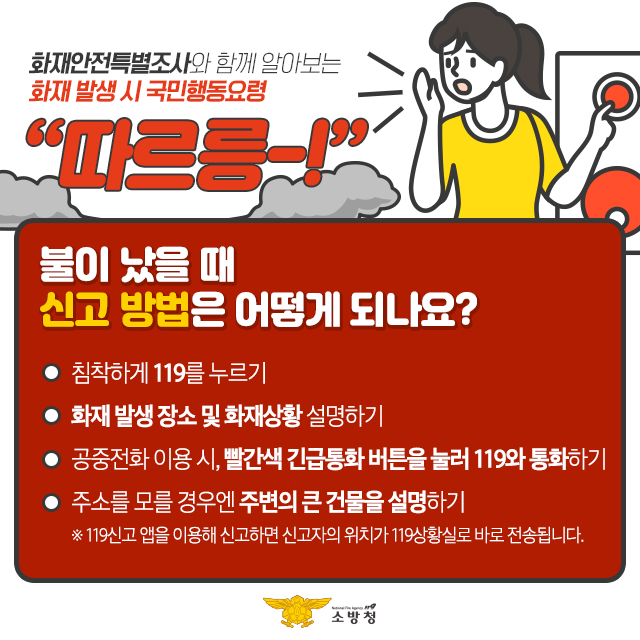 화재안전특별조사와 함께 알아보는
화재 발생 시 국민행동요령
“따르릉-!”
불이 났을 때
신고 방법은 어떻게 되나요?
침착하게 119를 누르기
화재 발생 장소 및 화재상황 설명하기
공중전화 이용 시, 빨간색 긴급통화 버튼을 눌러 119와 통화하기
주소를 모를 경우엔 주변의 큰 건물을 설명하기
※ 119신고 앱을 이용해 신고하면 신고자의 위치가 119상황실로 바로 전송됩니다.
National Fire Agency 119
소방청